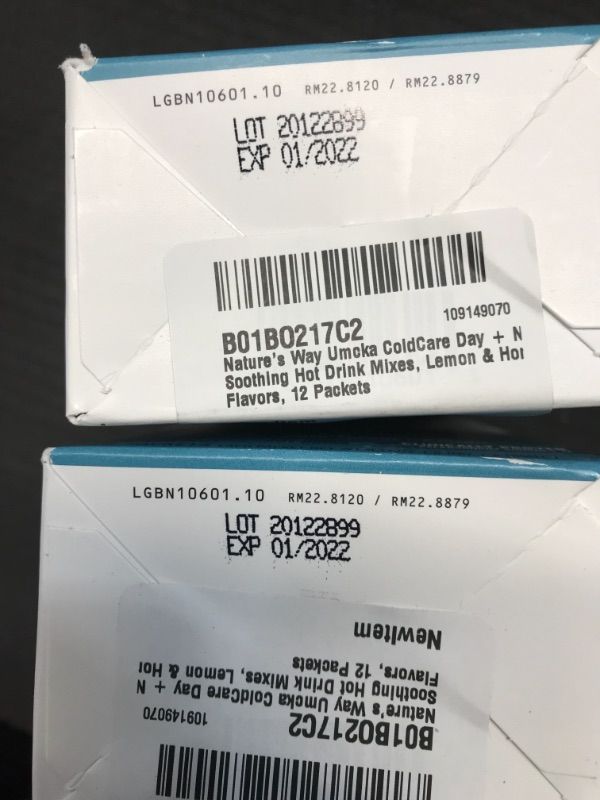 LGBN10601.10 RM22.8120 / RM22.8879
LOT 20122899
EXP 01/2022
B01BO217C2 109149070
Nature's Way Umcka ColdCare Day + N
Soothing Hot Drink Mixes, Lemon & Hon
Flavors, 12 Packets
LGBN10601.10 RM22.8120 / RM22.8879
LOT 20122899
EXP 01/2022
B01BO217C2 109149070
Nature's Way Umcka ColdCare Day + N
Soothing Hot Drink Mixes, Lemon & Hon
Flavors, 12 Packets
NewItem